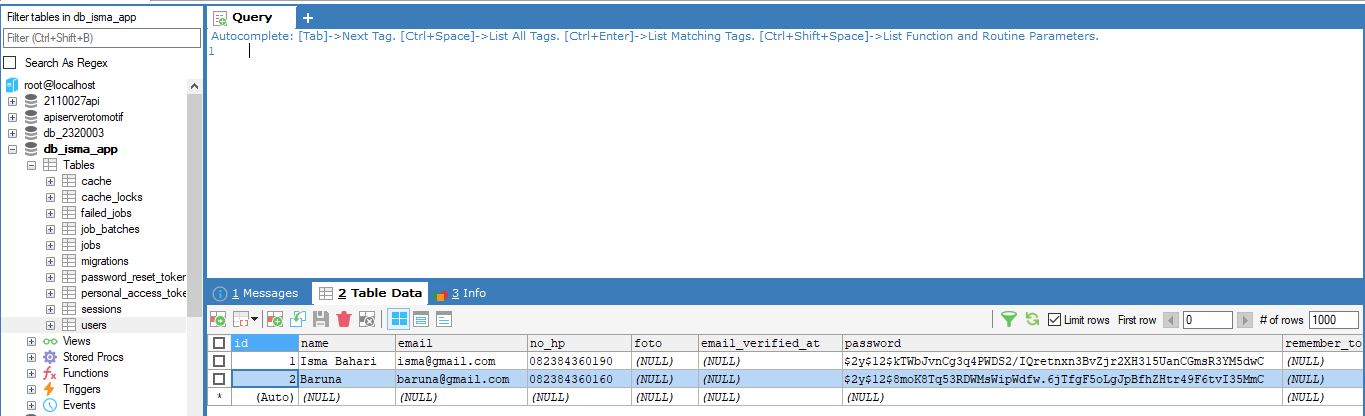 Filter tables in db_isma_app
Filter (Ctrl+Shift+B)
Search As Regex
root@localhost
2110027api
apiserverotomotif
db_2320003
db_isma_app
Tables
cache
cache_locks
failed_jobs
job_batches
jobs
migrations
password_reset_token
personal_access_toke
sessions
users
Views
Stored Procs
Functions
Triggers
Events
Query
Autocomplete: [Tab]->Next Tag. [Ctrl+Space]->List All Tags. [Ctrl+Enter]->List Matching Tags. [Ctrl+Shift+Space]->List Function and Routine Parameters.
1
1 Messages 2 Table Data 3 Info
Limit rows First row 0 # of rows 1000
id name email no_hp foto email_verified_at password remember_to
1 Isma Bahari isma@gmail.com 082384360190 (NULL) (NULL) $2y$12$kTWbJvnCg3q4PWDS2/IQretnxn3BvZjr2XH3l5UanCGmsR3YM5dwC (NULL)
2 Baruna baruna@gmail.com 082384360160 (NULL) (NULL) $2y$12$8moK8Tq53RDWMsWipWdfw.6jTfgF5oLgJpBfhZHtr49F6tvI35MmC (NULL)
* (Auto) (NULL) (NULL) (NULL) (NULL) (NULL) (NULL) (NULL)